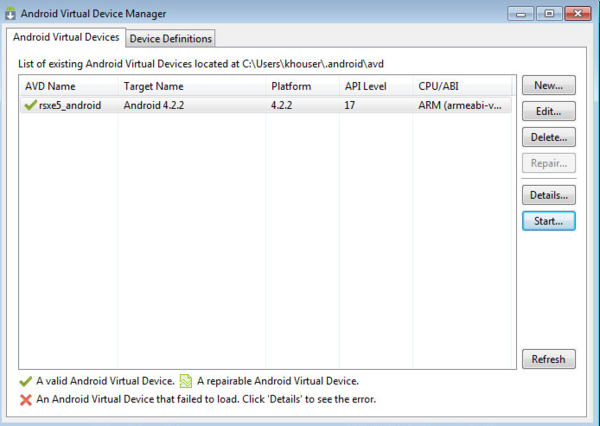 Android Virtual Device Manager
Android Virtual Devices
Device Definitions
List of existing Android Virtual Devices located at C:\Users\khouser\.android\avd
AVD Name Target Name Platform API Level CPU/ABI
rsxe5_android Android 4.2.2 4.2.2 17 ARM (armeabi-v...
New...
Edit...
Delete...
Repair...
Details...
Start...
Refresh
A valid Android Virtual Device. A repairable Android Virtual Device.
An Android Virtual Device that failed to load. Click 'Details' to see the error.